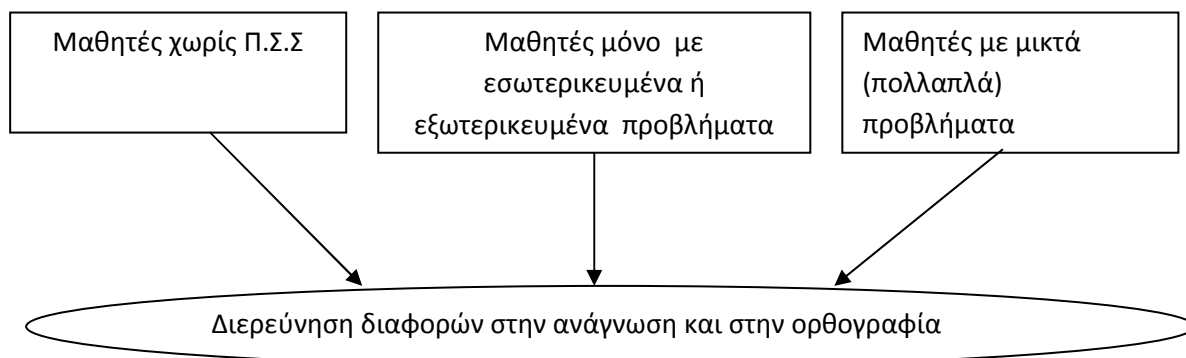 Μαθητές χωρίς Π.Σ.Σ
Μαθητές μόνο με
εσωτερικευμένα ή
εξωτερικευμένα προβλήματα
Μαθητές με μικτά
(πολλαπλά)
προβλήματα
Διερεύνηση διαφορών στην ανάγνωση και στην ορθογραφία